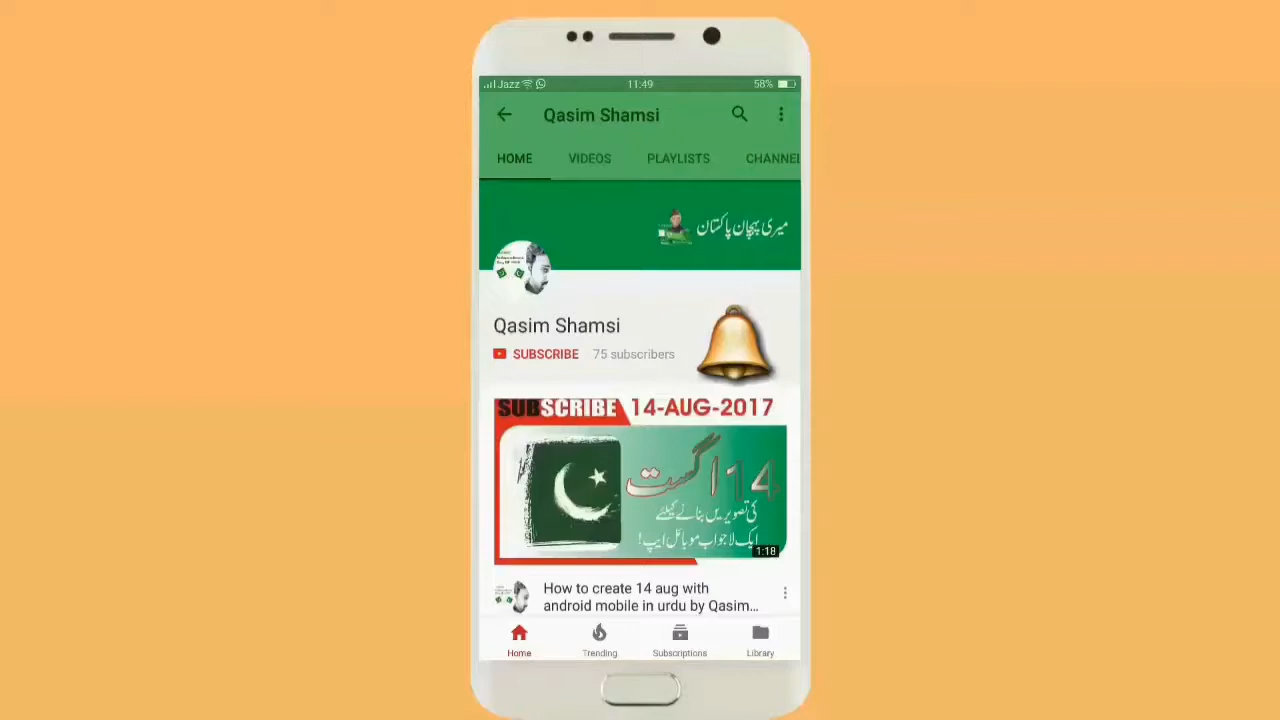 Jazz 11:49 58%
Qasim Shamsi
HOME VIDEOS PLAYLISTS CHANNEL
میری پہچان پاکستان
Qasim Shamsi
SUBSCRIBE 75 subscribers
SUBSCRIBE 14-AUG-2017
14 اگست
کی تصویریں بنانے کیلئے
ایک لاجواب موبائل ایپ!
1:18
How to create 14 aug with
android mobile in urdu by Qasim...
Home Trending Subscriptions Library